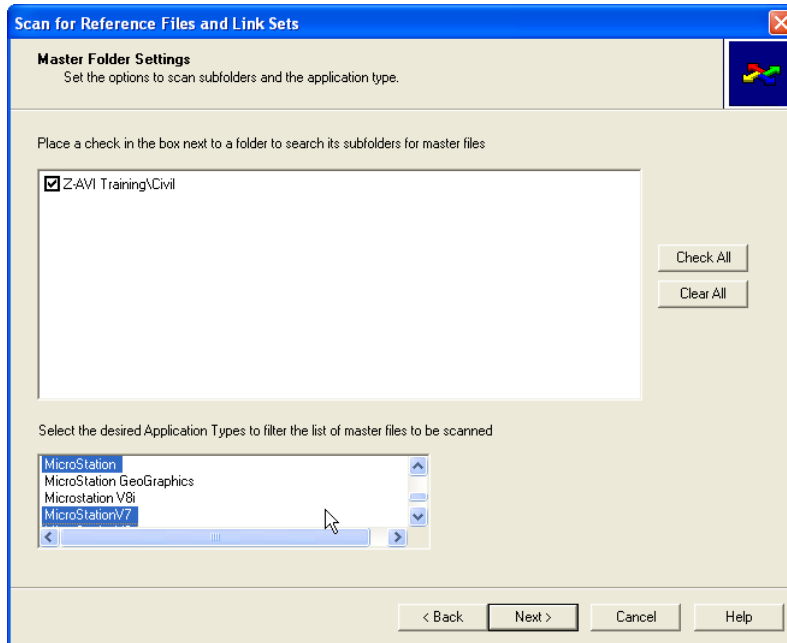 Scan for Reference Files and Link Sets
Master Folder Settings
Set the options to scan subfolders and the application type.
Place a check in the box next to a folder to search its subfolders for master files
Z-AVI Training\Civil
Check All
Clear All
Select the desired Application Types to filter the list of master files to be scanned
MicroStation
MicroStation GeoGraphics
Microstation V8i
MicroStationV7
< Back
Next >
Cancel
Help